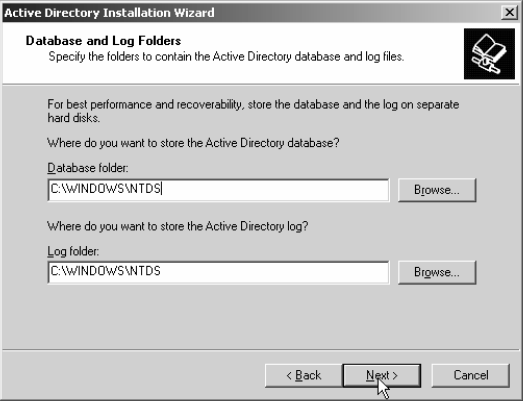 Active Directory Installation Wizard
Database and Log Folders
Specify the folders to contain the Active Directory database and log files.
For best performance and recoverability, store the database and the log on separate
hard disks.
Where do you want to store the Active Directory database?
Database folder:
C:\WINDOWS\NTDS
Browse...
Where do you want to store the Active Directory log?
Log folder:
C:\WINDOWS\NTDS
Browse...
< Back
Next >
Cancel